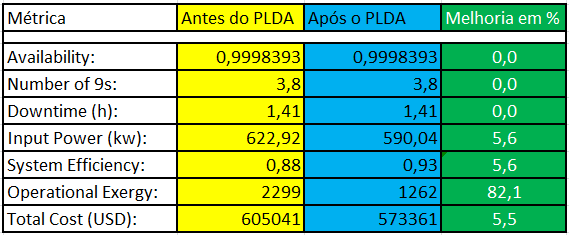 Métrica Antes do PLDA Após o PLDA Melhoria em %
Availability: 0,9998393 0,9998393 0,0
Number of 9s: 3,8 3,8 0,0
Downtime (h): 1,41 1,41 0,0
Input Power (kw): 622,92 590,04 5,6
System Efficiency: 0,88 0,93 5,6
Operational Exergy: 2299 1262 82,1
Total Cost (USD): 605041 573361 5,5